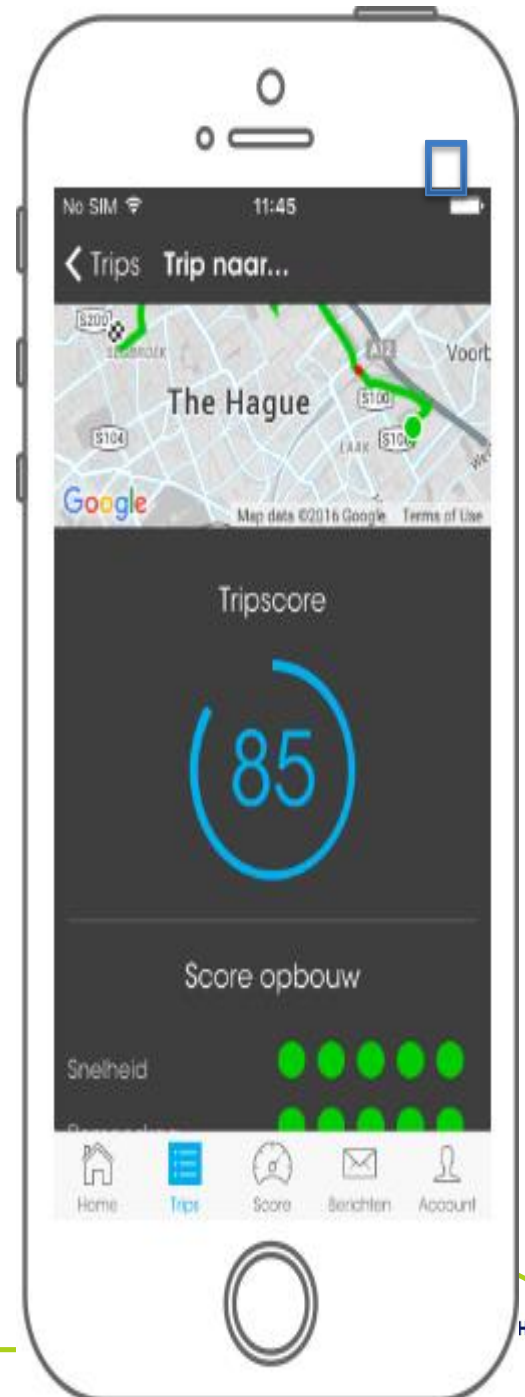 No SIM 11:45
Trips Trip naar...
S200
Voorb
The Hague
S100
S104
LAAK
Google
Map data ©2016 Google Terms of Use
Tripscore
85
Score opbouw
Snelheid
Home Trips Score Berichten Account